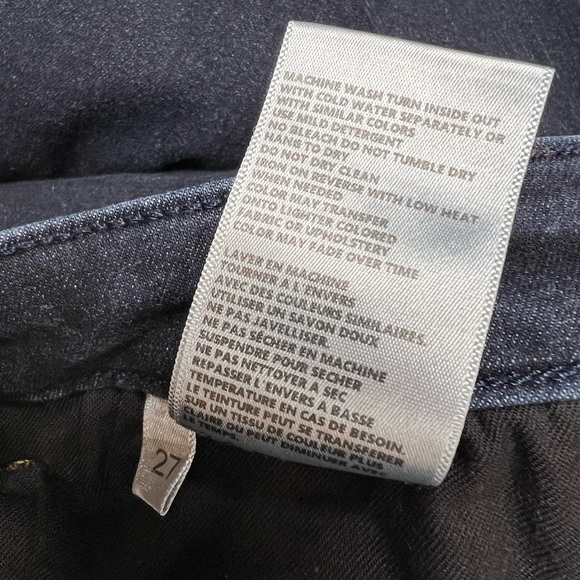 MACHINE WASH TURN INSIDE OUT
WITH COLD WATER SEPARATELY OR
WITH SIMILAR COLORS
USE MILD DETERGENT
NO BLEACH DO NOT TUMBLE DRY
HANG TO DRY
DO NOT DRY CLEAN
IRON ON REVERSE WITH LOW HEAT
WHEN NEEDED
COLOR MAY TRANSFER
ONTO LIGHTER COLORED
FABRIC OR UPHOLSTERY
COLOR MAY FADE OVER TIME
LAVER EN MACHINE
TOURNER À L'ENVERS
AVEC DES COULEURS SIMILAIRES.
UTILISER UN SAVON DOUX
NE PAS JAVELLISER.
NE PAS SÉCHER EN MACHINE
SUSPENDRE POUR SECHER
NE PAS NETTOYER A SEC
REPASSER L'ENVERS À BASSE
TEMPERATURE EN CAS DE BESOIN.
LE TEINTURE PEUT SE TRANSFERER
SUR UN TISSU DE COULEUR PLUS
CLAIRE OU PEUT DIMINUER AVEC
LE TEMPS.
27